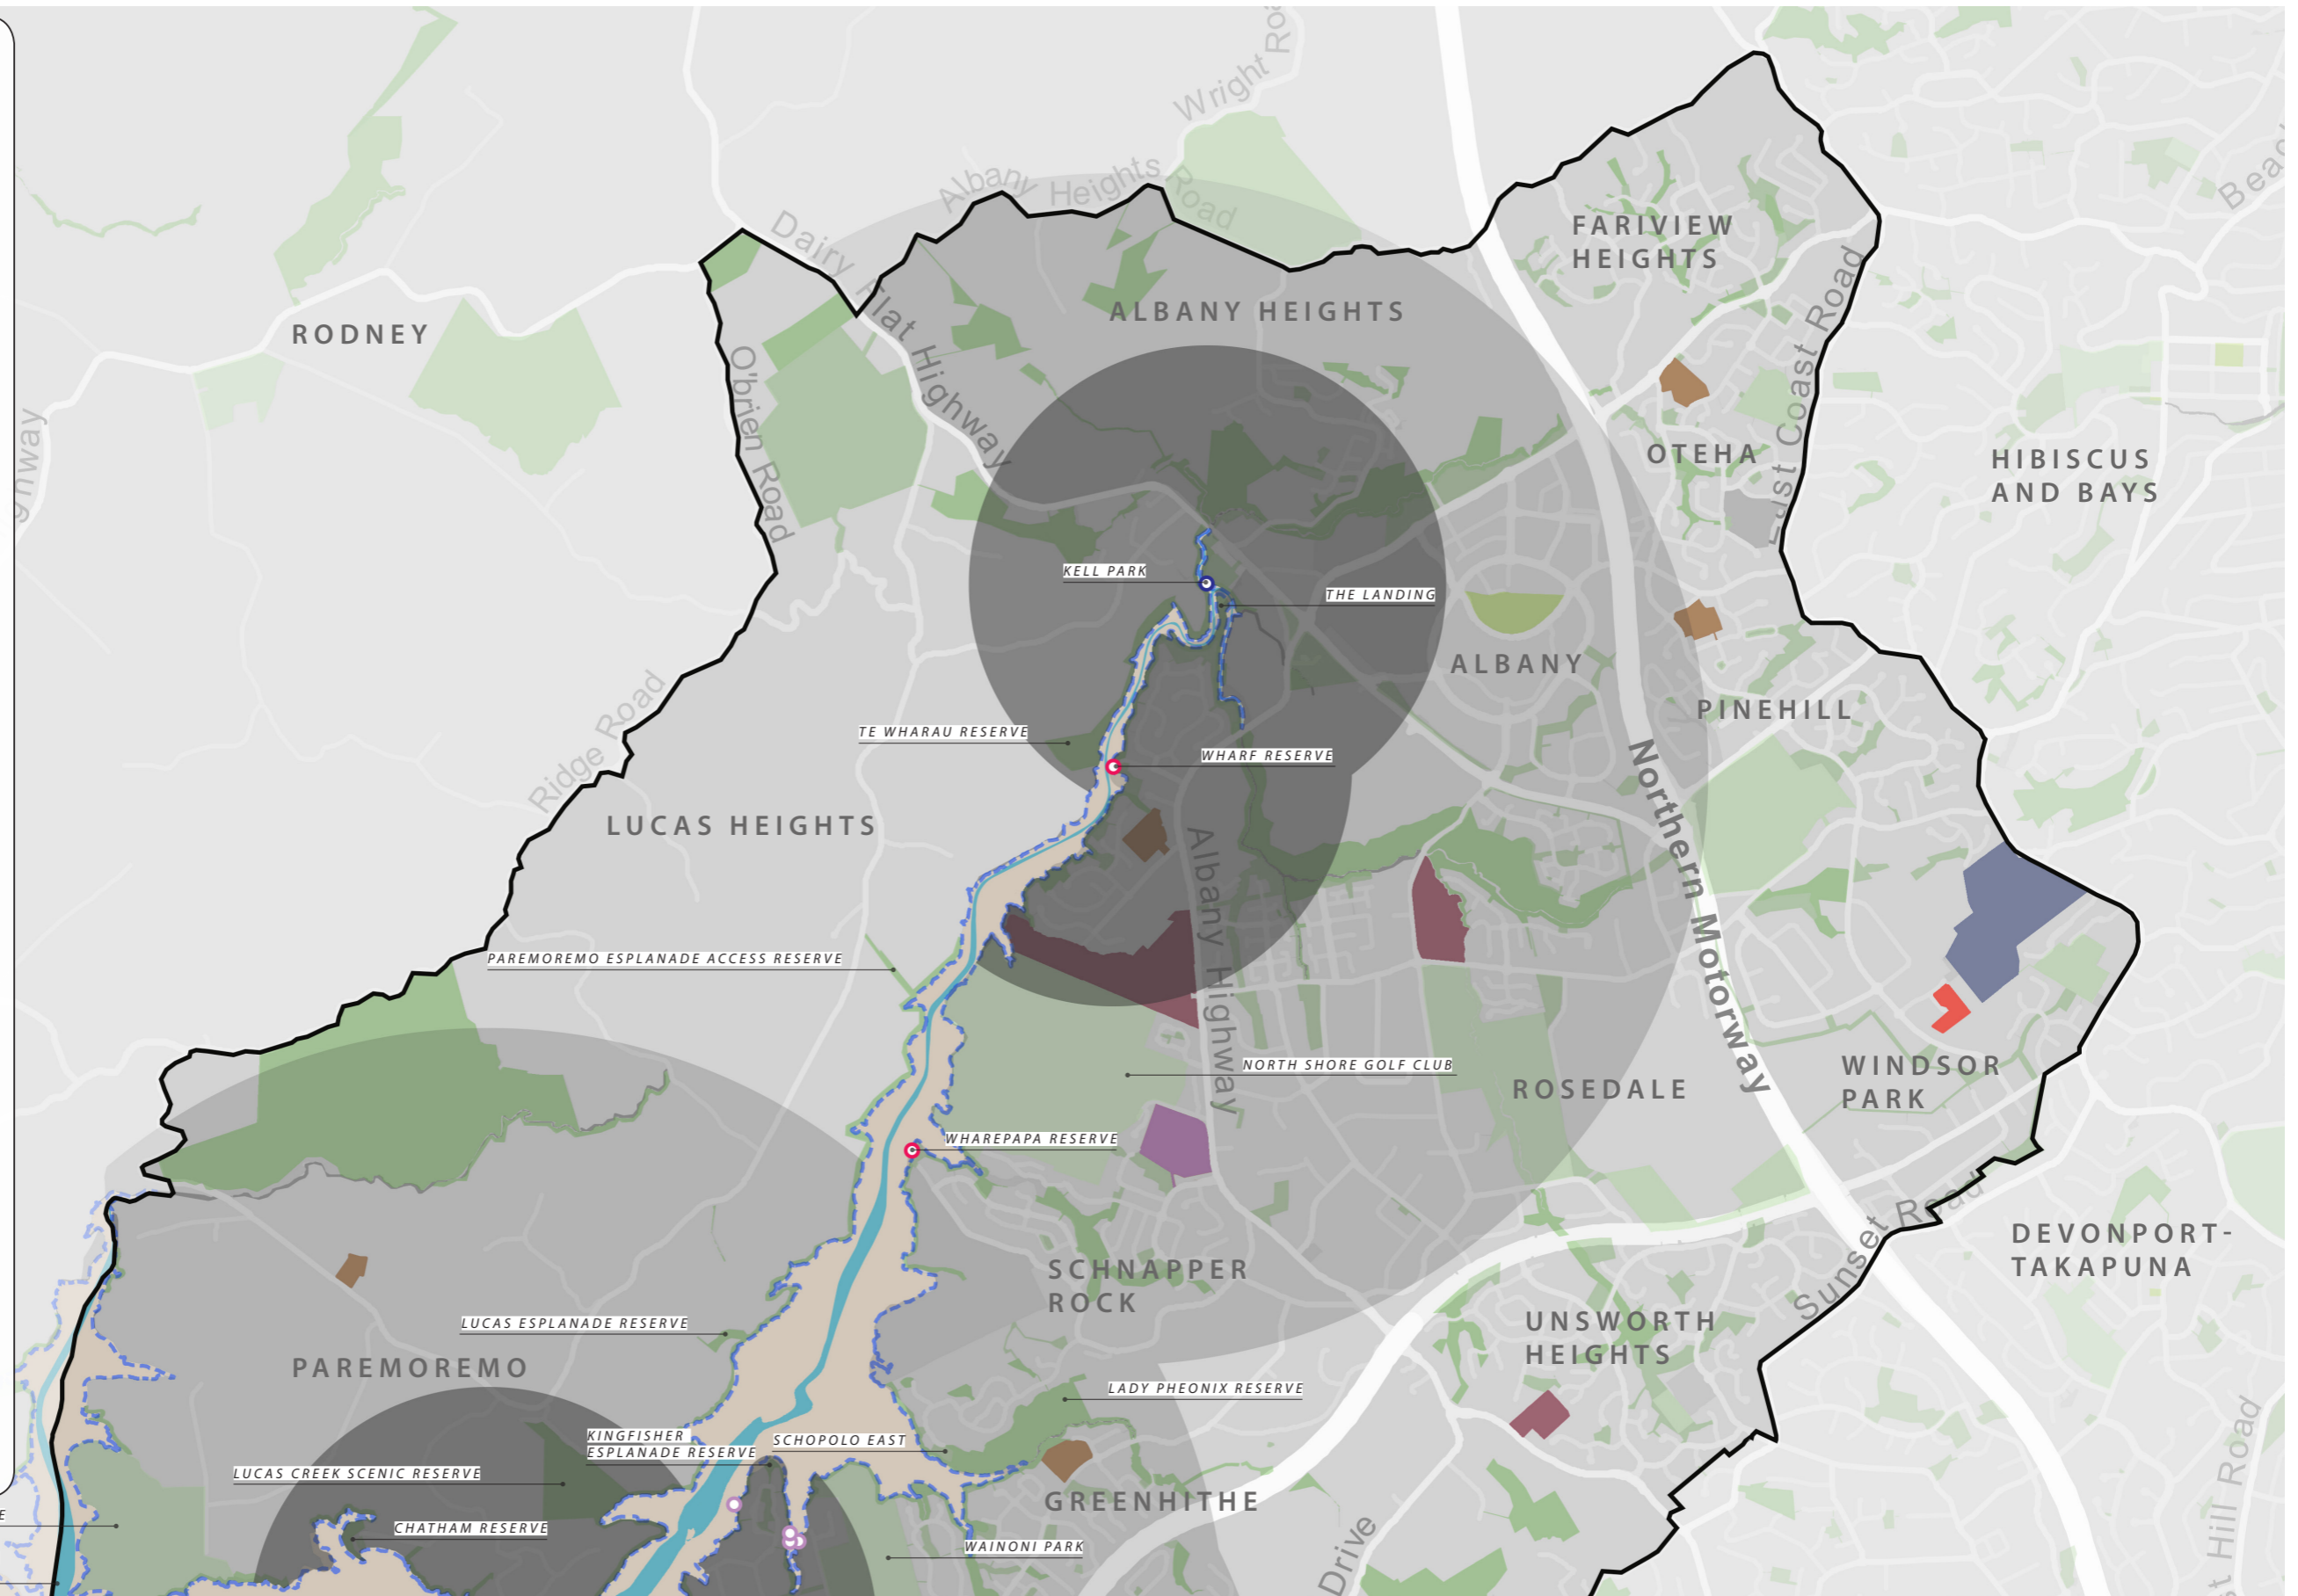 Wright
Albany Heights Road
Dairy Flat Highway
FARIVIEW
HEIGHTS
ALBANY HEIGHTS
RODNEY
East Coast Road
O'brien Road
OTEHA
HIBISCUS
AND BAYS
KELL PARK
THE LANDING
ALBANY
PINEHILL
Ridge Road
TE WHARAU RESERVE
WHARF RESERVE
Northern Motorway
LUCAS HEIGHTS
Albany Highway
PAREMOREMO ESPLANADE ACCESS RESERVE
NORTH SHORE GOLF CLUB
ROSEDALE
WINDSOR
PARK
WHAREPAPA RESERVE
Sunset Road
DEVONPORT-
TAKAPUNA
SCHNAPPER
ROCK
LUCAS ESPLANADE RESERVE
UNSWORTH
HEIGHTS
PAREMOREMO
LADY PHEONIX RESERVE
KINGFISHER
ESPLANADE RESERVE
SCHOPOLO EAST
LUCAS CREEK SCENIC RESERVE
GREENHITHE
CHATHAM RESERVE
WAINONI PARK
Drive
Hill Road